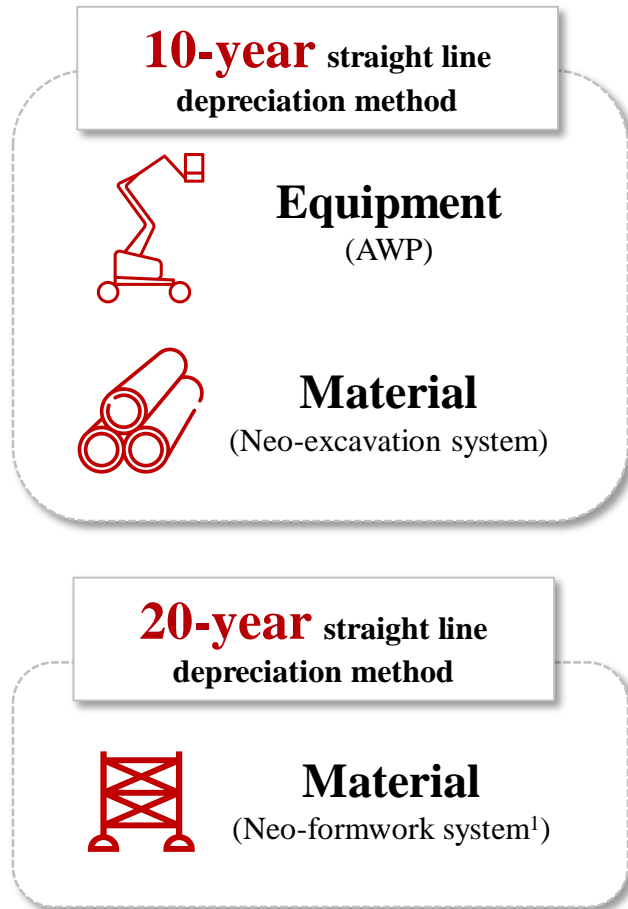 10-year straight line
depreciation method
Equipment
(AWP)
Material
(Neo-excavation system)
20-year straight line
depreciation method
Material
(Neo-formwork system¹)